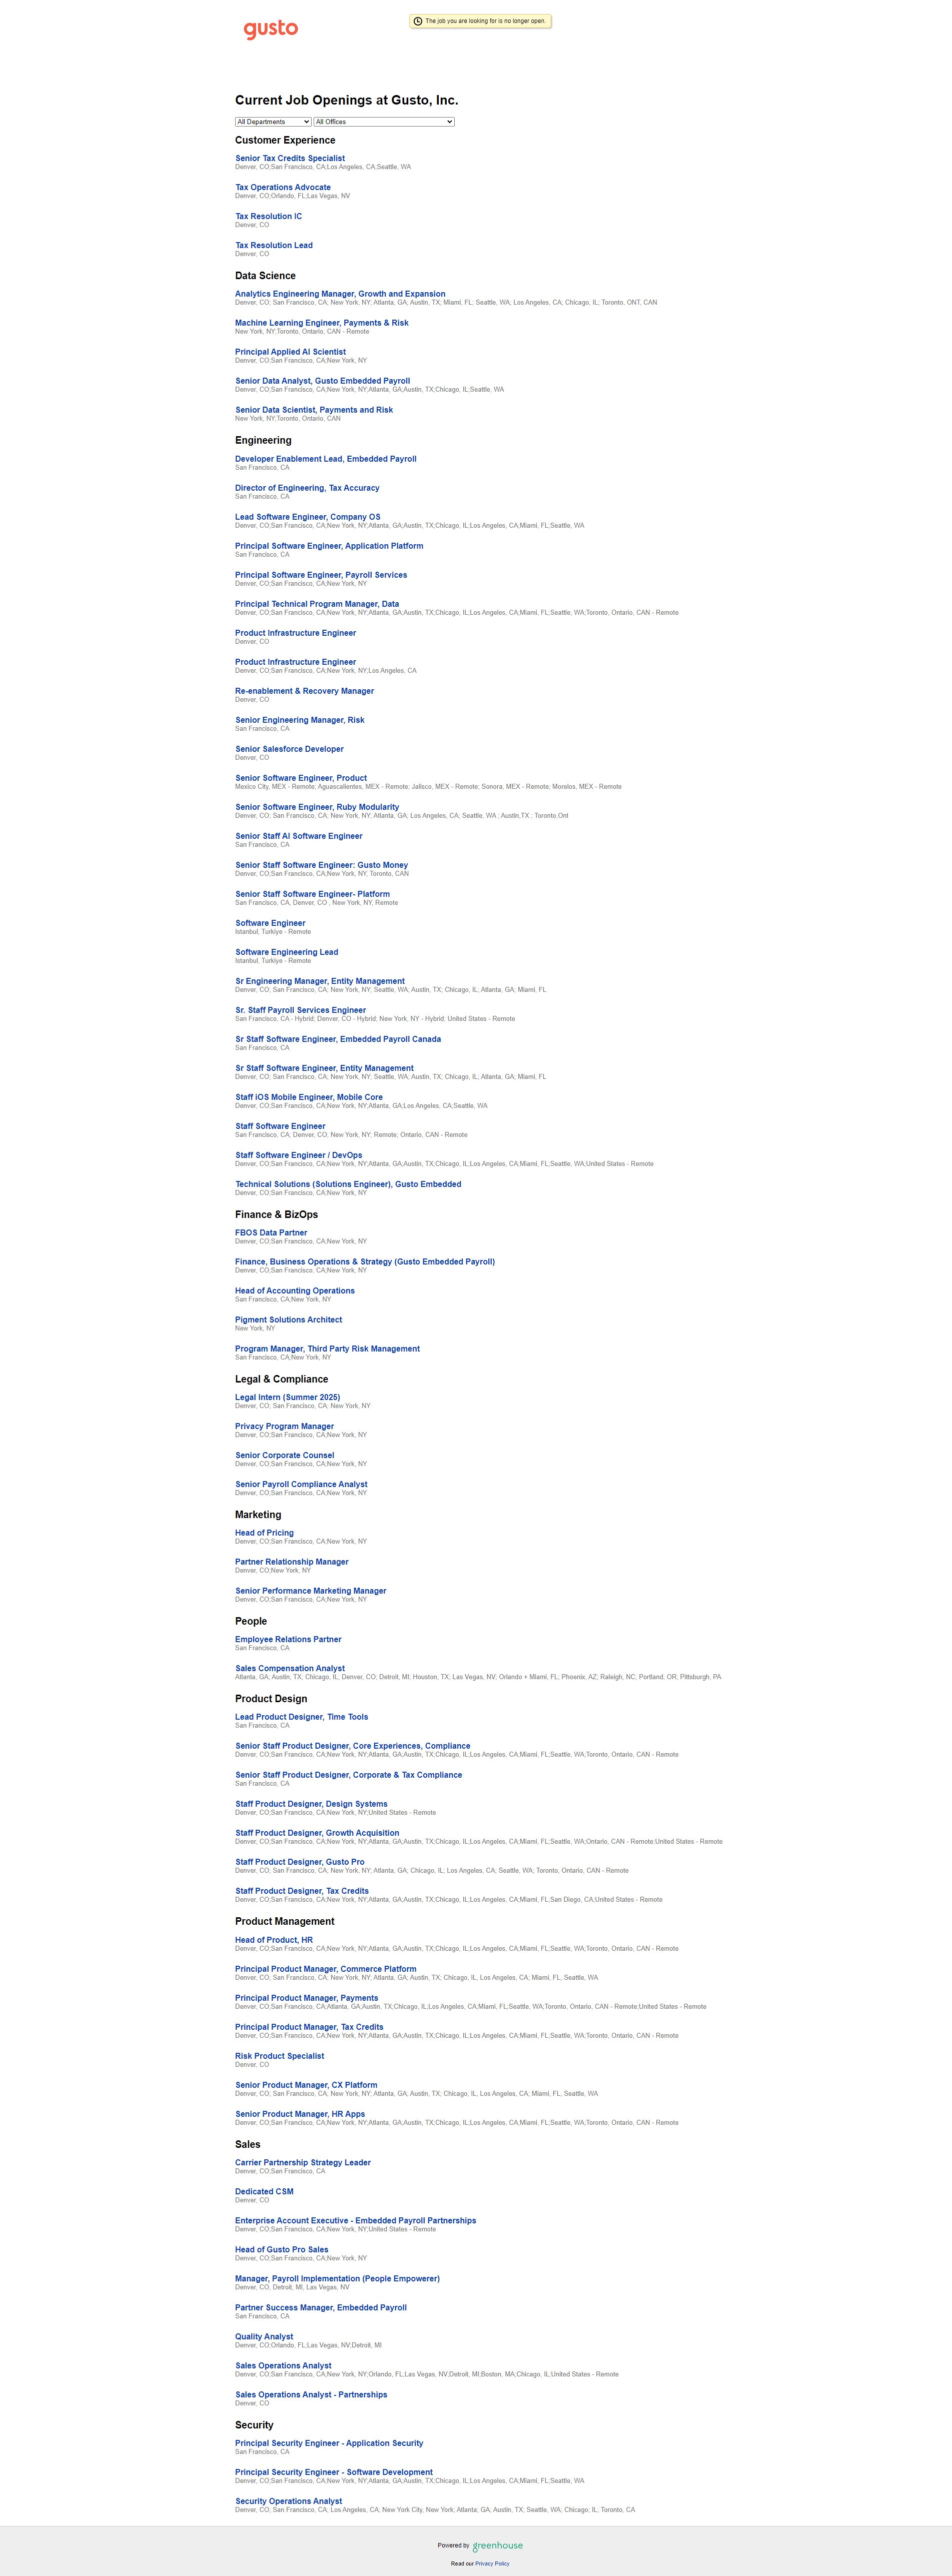 gusto
The job you are looking for is no longer open.
Current Job Openings at Gusto, Inc.
All Departments All Offices
Customer Experience
Senior Tax Credits Specialist
Denver, CO;San Francisco, CA;Los Angeles, CA;Seattle, WA
Tax Operations Advocate
Denver, CO;Orlando, FL;Las Vegas, NV
Tax Resolution IC
Denver, CO
Tax Resolution Lead
Denver, CO
Data Science
Analytics Engineering Manager, Growth and Expansion
Denver, CO; San Francisco, CA; New York, NY; Atlanta, GA; Austin, TX; Miami, FL; Seattle, WA; Los Angeles, CA; Chicago, IL; Toronto, ONT, CAN
Machine Learning Engineer, Payments & Risk
New York, NY;Toronto, Ontario, CAN - Remote
Principal Applied AI Scientist
Denver, CO;San Francisco, CA;New York, NY
Senior Data Analyst, Gusto Embedded Payroll
Denver, CO;San Francisco, CA;New York, NY;Atlanta, GA;Austin, TX;Chicago, IL;Seattle, WA
Senior Data Scientist, Payments and Risk
New York, NY;Toronto, Ontario, CAN
Engineering
Developer Enablement Lead, Embedded Payroll
San Francisco, CA
Director of Engineering, Tax Accuracy
San Francisco, CA
Lead Software Engineer, Company OS
Denver, CO;San Francisco, CA;New York, NY;Atlanta, GA;Austin, TX;Chicago, IL;Los Angeles, CA;Miami, FL;Seattle, WA
Principal Software Engineer, Application Platform
San Francisco, CA
Principal Software Engineer, Payroll Services
Denver, CO;San Francisco, CA;New York, NY
Principal Technical Program Manager, Data
Denver, CO;San Francisco, CA;New York, NY;Atlanta, GA;Austin, TX;Chicago, IL;Los Angeles, CA;Miami, FL;Seattle, WA;Toronto, Ontario, CAN - Remote
Product Infrastructure Engineer
Denver, CO
Product Infrastructure Engineer
Denver, CO;San Francisco, CA;New York, NY;Los Angeles, CA
Re-enablement & Recovery Manager
Denver, CO
Senior Engineering Manager, Risk
San Francisco, CA
Senior Salesforce Developer
Denver, CO
Senior Software Engineer, Product
Mexico City, MEX - Remote; Aguascalientes, MEX - Remote; Jalisco, MEX - Remote; Sonora, MEX - Remote; Morelos, MEX - Remote
Senior Software Engineer, Ruby Modularity
Denver, CO; San Francisco, CA; New York, NY; Atlanta, GA; Los Angeles, CA; Seattle, WA ; Austin,TX ; Toronto,Ont
Senior Staff AI Software Engineer
San Francisco, CA
Senior Staff Software Engineer: Gusto Money
Denver, CO,San Francisco, CA;New York, NY, Toronto, CAN
Senior Staff Software Engineer- Platform
San Francisco, CA, Denver, CO , New York, NY, Remote
Software Engineer
Istanbul, Turkiye - Remote
Software Engineering Lead
Istanbul, Turkiye - Remote
Sr Engineering Manager, Entity Management
Denver, CO; San Francisco, CA; New York, NY; Seattle, WA; Austin, TX; Chicago, IL; Atlanta, GA; Miami, FL
Sr. Staff Payroll Services Engineer
San Francisco, CA - Hybrid; Denver, CO - Hybrid; New York, NY - Hybrid; United States - Remote
Sr Staff Software Engineer, Embedded Payroll Canada
San Francisco, CA
Sr Staff Software Engineer, Entity Management
Denver, CO; San Francisco, CA; New York, NY; Seattle, WA; Austin, TX; Chicago, IL; Atlanta, GA; Miami, FL
Staff iOS Mobile Engineer, Mobile Core
Denver, CO;San Francisco, CA;New York, NY;Atlanta, GA;Los Angeles, CA;Seattle, WA
Staff Software Engineer
San Francisco, CA; Denver, CO; New York, NY; Remote, Ontario, CAN - Remote
Staff Software Engineer / DevOps
Denver, CO;San Francisco, CA;New York, NY;Atlanta, GA;Austin, TX;Chicago, IL;Los Angeles, CA;Miami, FL;Seattle, WA;United States - Remote
Technical Solutions (Solutions Engineer), Gusto Embedded
Denver, CO;San Francisco, CA;New York, NY
Finance & BizOps
FBOS Data Partner
Denver, CO;San Francisco, CA;New York, NY
Finance, Business Operations & Strategy (Gusto Embedded Payroll)
Denver, CO;San Francisco, CA;New York, NY
Head of Accounting Operations
San Francisco, CA;New York, NY
Pigment Solutions Architect
New York, NY
Program Manager, Third Party Risk Management
San Francisco, CA;New York, NY
Legal & Compliance
Legal Intern (Summer 2025)
Denver, CO; San Francisco, CA; New York, NY
Privacy Program Manager
Denver, CO;San Francisco, CA;New York, NY
Senior Corporate Counsel
Denver, CO;San Francisco, CA;New York, NY
Senior Payroll Compliance Analyst
Denver, CO;San Francisco, CA;New York, NY
Marketing
Head of Pricing
Denver, CO;San Francisco, CA;New York, NY
Partner Relationship Manager
Denver, CO;New York, NY
Senior Performance Marketing Manager
Denver, CO;San Francisco, CA;New York, NY
People
Employee Relations Partner
San Francisco, CA
Sales Compensation Analyst
Atlanta, GA; Austin, TX; Chicago, IL; Denver, CO; Detroit, MI; Houston, TX; Las Vegas, NV; Orlando + Miami, FL; Phoenix, AZ; Raleigh, NC; Portland, OR; Pittsburgh, PA
Product Design
Lead Product Designer, Time Tools
San Francisco, CA
Senior Staff Product Designer, Core Experiences, Compliance
Denver, CO;San Francisco, CA;New York, NY;Atlanta, GA;Austin, TX;Chicago, IL;Los Angeles, CA;Miami, FL;Seattle, WA;Toronto, Ontario, CAN - Remote
Senior Staff Product Designer, Corporate & Tax Compliance
San Francisco, CA
Staff Product Designer, Design Systems
Denver, CO;San Francisco, CA;New York, NY;United States - Remote
Staff Product Designer, Growth Acquisition
Denver, CO;San Francisco, CA;New York, NY;Atlanta, GA;Austin, TX;Chicago, IL;Los Angeles, CA;Miami, FL;Seattle, WA;Ontario, CAN - Remote;United States - Remote
Staff Product Designer, Gusto Pro
Denver, CO, San Francisco, CA; New York, NY; Atlanta, GA; Chicago, IL; Los Angeles, CA; Seattle, WA; Toronto, Ontario, CAN - Remote
Staff Product Designer, Tax Credits
Denver, CO;San Francisco, CA;New York, NY;Atlanta, GA;Austin, TX;Chicago, IL;Los Angeles, CA;Miami, FL;San Diego, CA;United States - Remote
Product Management
Head of Product, HR
Denver, CO;San Francisco, CA;New York, NY;Atlanta, GA;Austin, TX;Chicago, IL;Los Angeles, CA;Miami, FL;Seattle, WA;Toronto, Ontario, CAN - Remote
Principal Product Manager, Commerce Platform
Denver, CO; San Francisco, CA; New York, NY; Atlanta, GA; Austin, TX; Chicago, IL, Los Angeles, CA; Miami, FL, Seattle, WA
Principal Product Manager, Payments
Denver, CO;San Francisco, CA;Atlanta, GA;Austin, TX;Chicago, IL;Los Angeles, CA;Miami, FL;Seattle, WA;Toronto, Ontario, CAN - Remote;United States - Remote
Principal Product Manager, Tax Credits
Denver, CO;San Francisco, CA;New York, NY;Atlanta, GA;Austin, TX;Chicago, IL;Los Angeles, CA;Miami, FL;Seattle, WA;Toronto, Ontario, CAN - Remote
Risk Product Specialist
Denver, CO
Senior Product Manager, CX Platform
Denver, CO; San Francisco, CA; New York, NY; Atlanta, GA; Austin, TX; Chicago, IL, Los Angeles, CA; Miami, FL, Seattle, WA
Senior Product Manager, HR Apps
Denver, CO;San Francisco, CA;New York, NY;Atlanta, GA;Austin, TX;Chicago, IL;Los Angeles, CA;Miami, FL;Seattle, WA;Toronto, Ontario, CAN - Remote
Sales
Carrier Partnership Strategy Leader
Denver, CO;San Francisco, CA
Dedicated CSM
Denver, CO
Enterprise Account Executive - Embedded Payroll Partnerships
Denver, CO;San Francisco, CA;New York, NY;United States - Remote
Head of Gusto Pro Sales
Denver, CO;San Francisco, CA;New York, NY
Manager, Payroll Implementation (People Empowerer)
Denver, CO, Detroit, MI, Las Vegas, NV
Partner Success Manager, Embedded Payroll
San Francisco, CA
Quality Analyst
Denver, CO;Orlando, FL;Las Vegas, NV;Detroit, MI
Sales Operations Analyst
Denver, CO;San Francisco, CA;New York, NY;Orlando, FL;Las Vegas, NV;Detroit, MI;Boston, MA;Chicago, IL;United States - Remote
Sales Operations Analyst - Partnerships
Denver, CO
Security
Principal Security Engineer - Application Security
San Francisco, CA
Principal Security Engineer - Software Development
Denver, CO;San Francisco, CA;New York, NY;Atlanta, GA;Austin, TX;Chicago, IL;Los Angeles, CA;Miami, FL;Seattle, WA
Security Operations Analyst
Denver, CO; San Francisco, CA; Los Angeles, CA; New York City, New York; Atlanta; GA, Austin, TX; Seattle, WA; Chicago; IL; Toronto, CA
Powered by greenhouse
Read our Privacy Policy